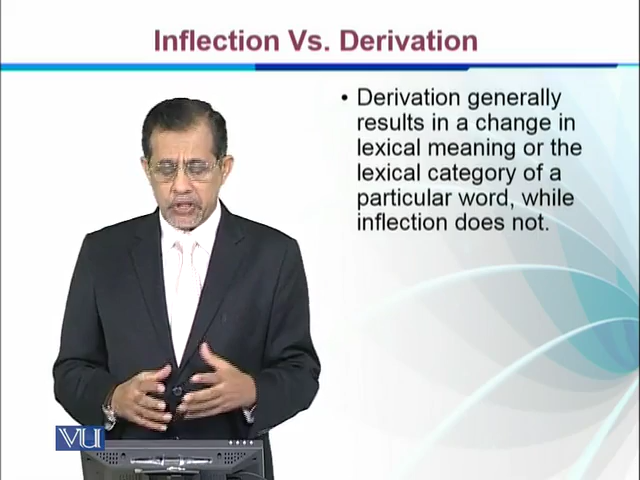 Inflection Vs. Derivation
• Derivation generally
results in a change in
lexical meaning or the
lexical category of a
particular word, while
inflection does not.
VU